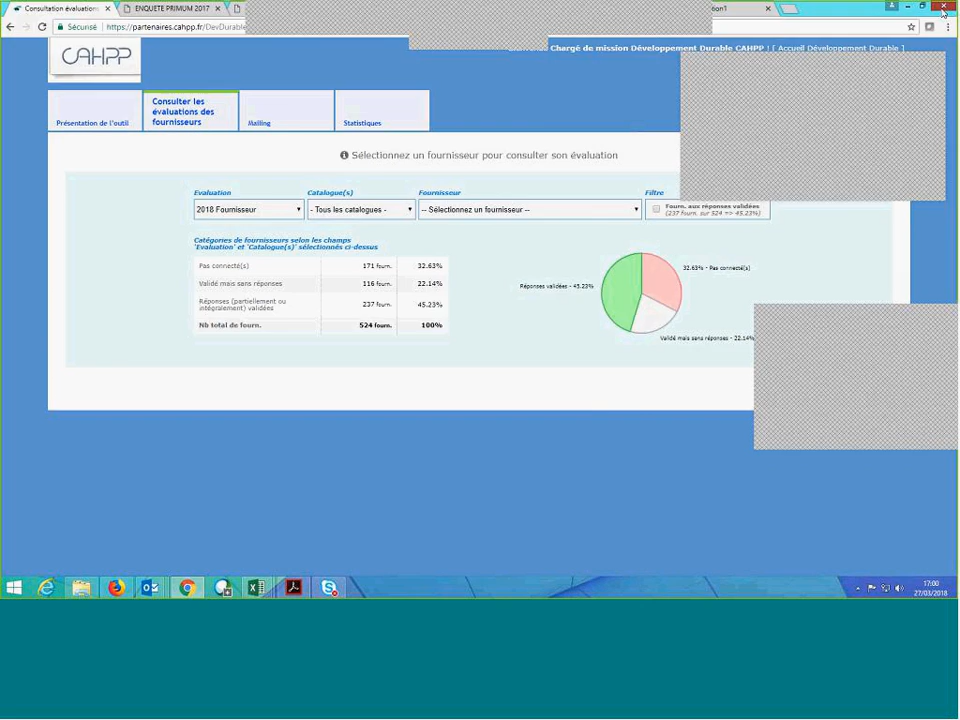 Consultation évaluations
ENQUETE PRIMUM 2017
Sécurisé https://partenaires.cahpp.fr/DevDurable
Chargé de mission Développement Durable CAHPP ! [ Accueil Développement Durable ]
CAHPP
Présentation de l'outil
Consulter les
évaluations des
fournisseurs
Mailing
Statistiques
Sélectionnez un fournisseur pour consulter son évaluation
Evaluation Catalogue(s) Fournisseur Filtre
2018 Fournisseur - Tous les catalogues - -- Sélectionnez un fournisseur -- Fourn. aux réponses validées
(237 fourn. sur 524 => 45.23%)
Catégories de fournisseurs selon les champs
'Evaluation' et 'Catalogue(s)' sélectionnés ci-dessus
Pas connecté(s) 171 fourn. 32.63%
Validé mais sans réponses 116 fourn. 22.14%
Réponses (partiellement ou
intégralement) validées 237 fourn. 45.23%
Nb total de fourn. 524 fourn. 100%
32.63% - Pas connecté(s)
Réponses validées - 45.23%
Validé mais sans réponses - 22.14%
17:00
27/03/2018